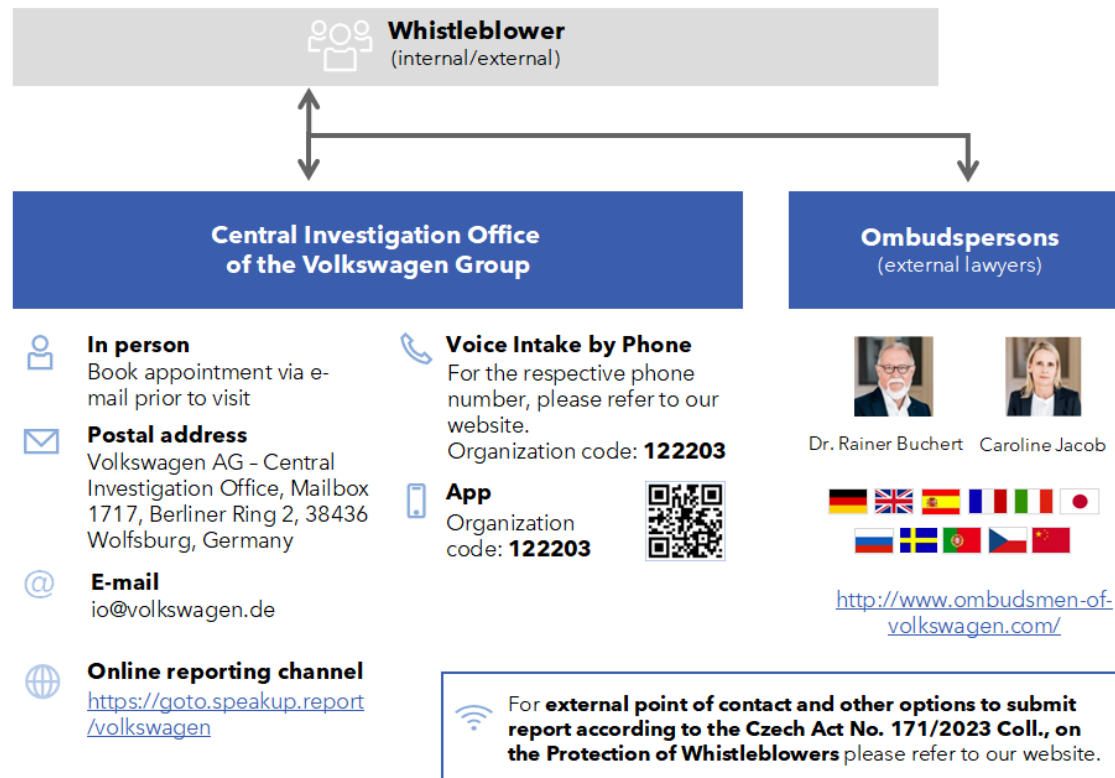 Whistleblower
(internal/external)
Central Investigation Office
of the Volkswagen Group
In person
Book appointment via e-
mail prior to visit
Postal address
Volkswagen AG – Central
Investigation Office, Mailbox
1717, Berliner Ring 2, 38436
Wolfsburg, Germany
@
E-mail
io@volkswagen.de
Online reporting channel
https://goto.speakup.report
/volkswagen
Voice Intake by Phone
For the respective phone
number, please refer to our
website.
Organization code: 122203
App
Organization
code: 122203
Ombudspersons
(external lawyers)
Dr. Rainer Buchert
Caroline Jacob
http://www.ombudsmen-of-
volkswagen.com/
For external point of contact and other options to submit
report according to the Czech Act No. 171/2023 Coll., on
the Protection of Whistleblowers please refer to our website.